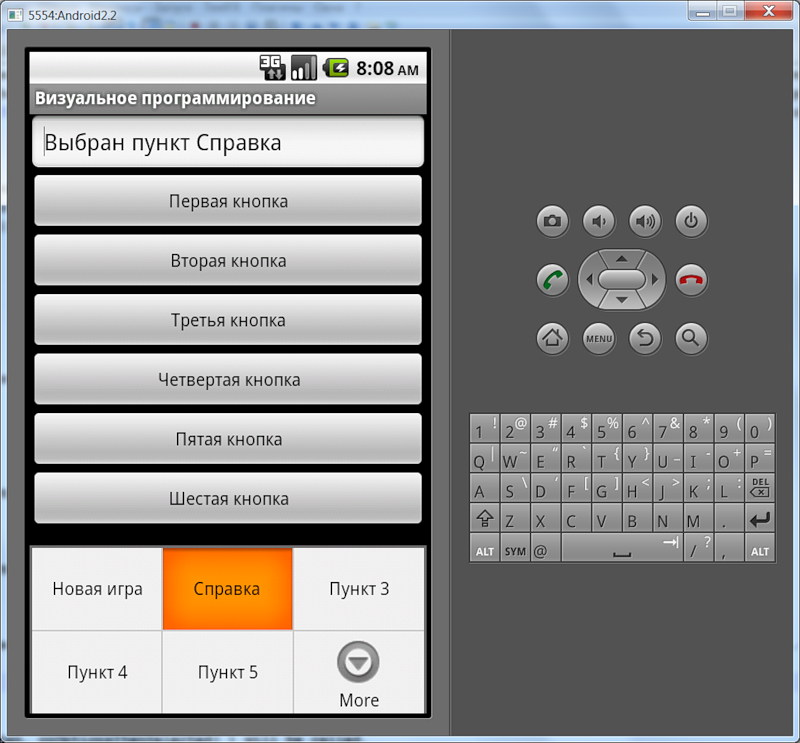 5554:Android2.2
3G 8:08 AM
Визуальное программирование
Выбран пункт Справка
Первая кнопка
Вторая кнопка
Третья кнопка
Четвертая кнопка
Пятая кнопка
Шестая кнопка
Новая игра Справка Пункт 3
Пункт 4 Пункт 5 More
MENU
1 ! 2 @ 3 # 4 $ 5 % 6 ^ 7 & 8 * 9 ( 0 )
Q | W ~ E " R ` T { Y } U _ I - O + P =
A S \ D ' F [ G ] H < J > K ; L : DEL
Z X C V B N M .
ALT SYM @ / ? , ALT